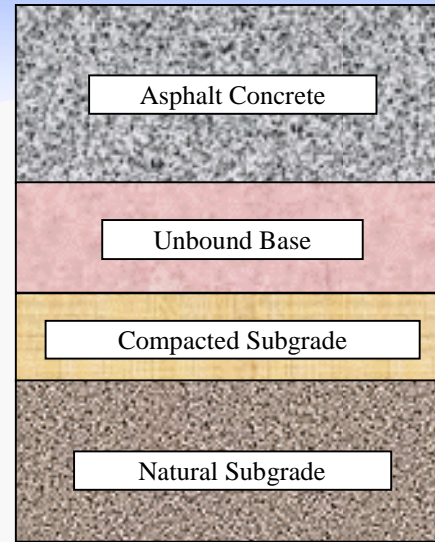 Asphalt Concrete
Unbound Base
Compacted Subgrade
Natural Subgrade